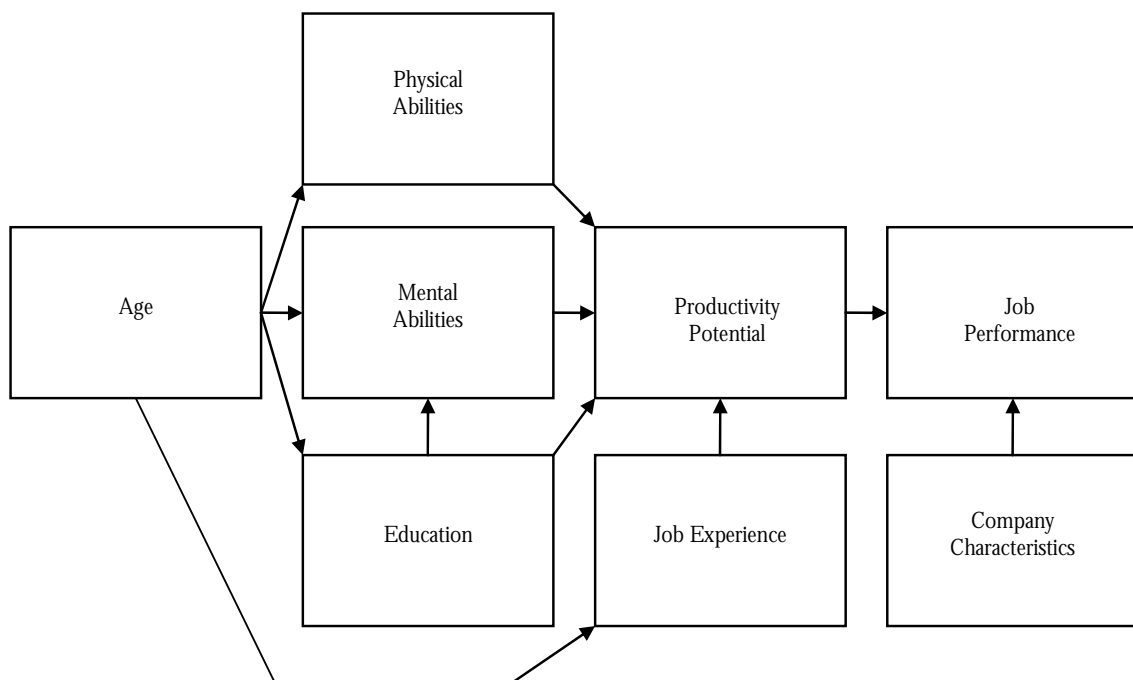 Physical
Abilities
Age
Mental
Abilities
Productivity
Potential
Job
Performance
Education
Job Experience
Company
Characteristics